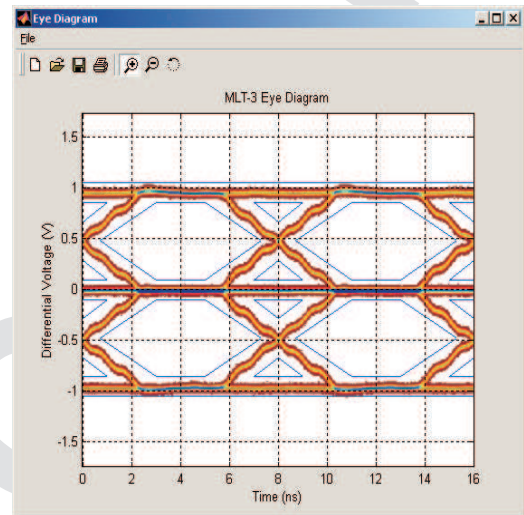 Eye Diagram
File
MLT-3 Eye Diagram
1.5
1
0.5
0
-0.5
-1
-1.5
Differential Voltage (V)
0 2 4 6 8 10 12 14 16
Time (ns)